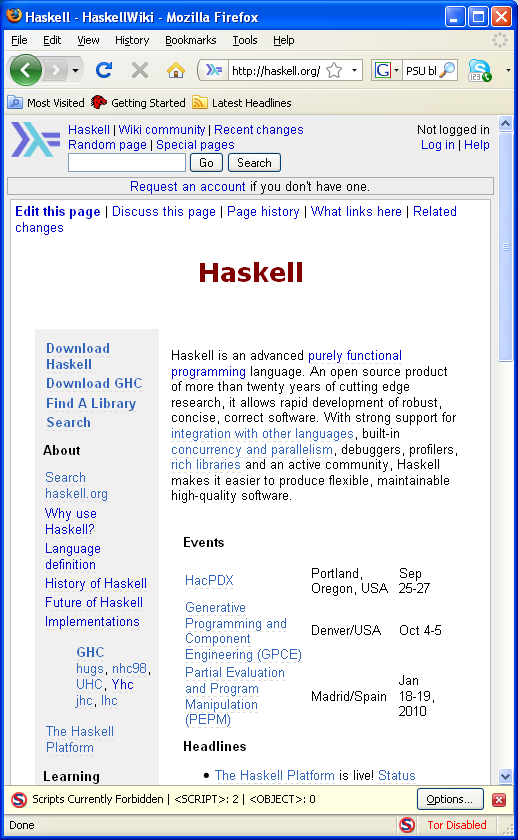 Haskell - HaskellWiki - Mozilla Firefox
File Edit View History Bookmarks Tools Help
http://haskell.org/ G PSU bl
Most Visited Getting Started Latest Headlines
Haskell | Wiki community | Recent changes
Random page | Special pages
Not logged in
Log in | Help
Go Search
Request an account if you don't have one.
Edit this page | Discuss this page | Page history | What links here | Related
changes
Haskell
Download
Haskell
Download GHC
Find A Library
Search
About
Search
haskell.org
Why use
Haskell?
Language
definition
History of Haskell
Future of Haskell
Implementations
GHC
hugs, nhc98,
UHC, Yhc
jhc, lhc
The Haskell
Platform
Learning
Haskell is an advanced purely functional
programming language. An open source product
of more than twenty years of cutting edge
research, it allows rapid development of robust,
concise, correct software. With strong support for
integration with other languages, built-in
concurrency and parallelism, debuggers, profilers,
rich libraries and an active community, Haskell
makes it easier to produce flexible, maintainable
high-quality software.
Events
HacPDX
Portland,
Oregon, USA
Sep
25-27
Generative
Programming and
Component
Engineering (GPCE)
Denver/USA
Oct 4-5
Partial Evaluation
and Program
Manipulation
(PEPM)
Madrid/Spain
Jan
18-19,
2010
Headlines
• The Haskell Platform is live! Status
Scripts Currently Forbidden | <SCRIPT>: 2 | <OBJECT>: 0 Options...
Done Tor Disabled